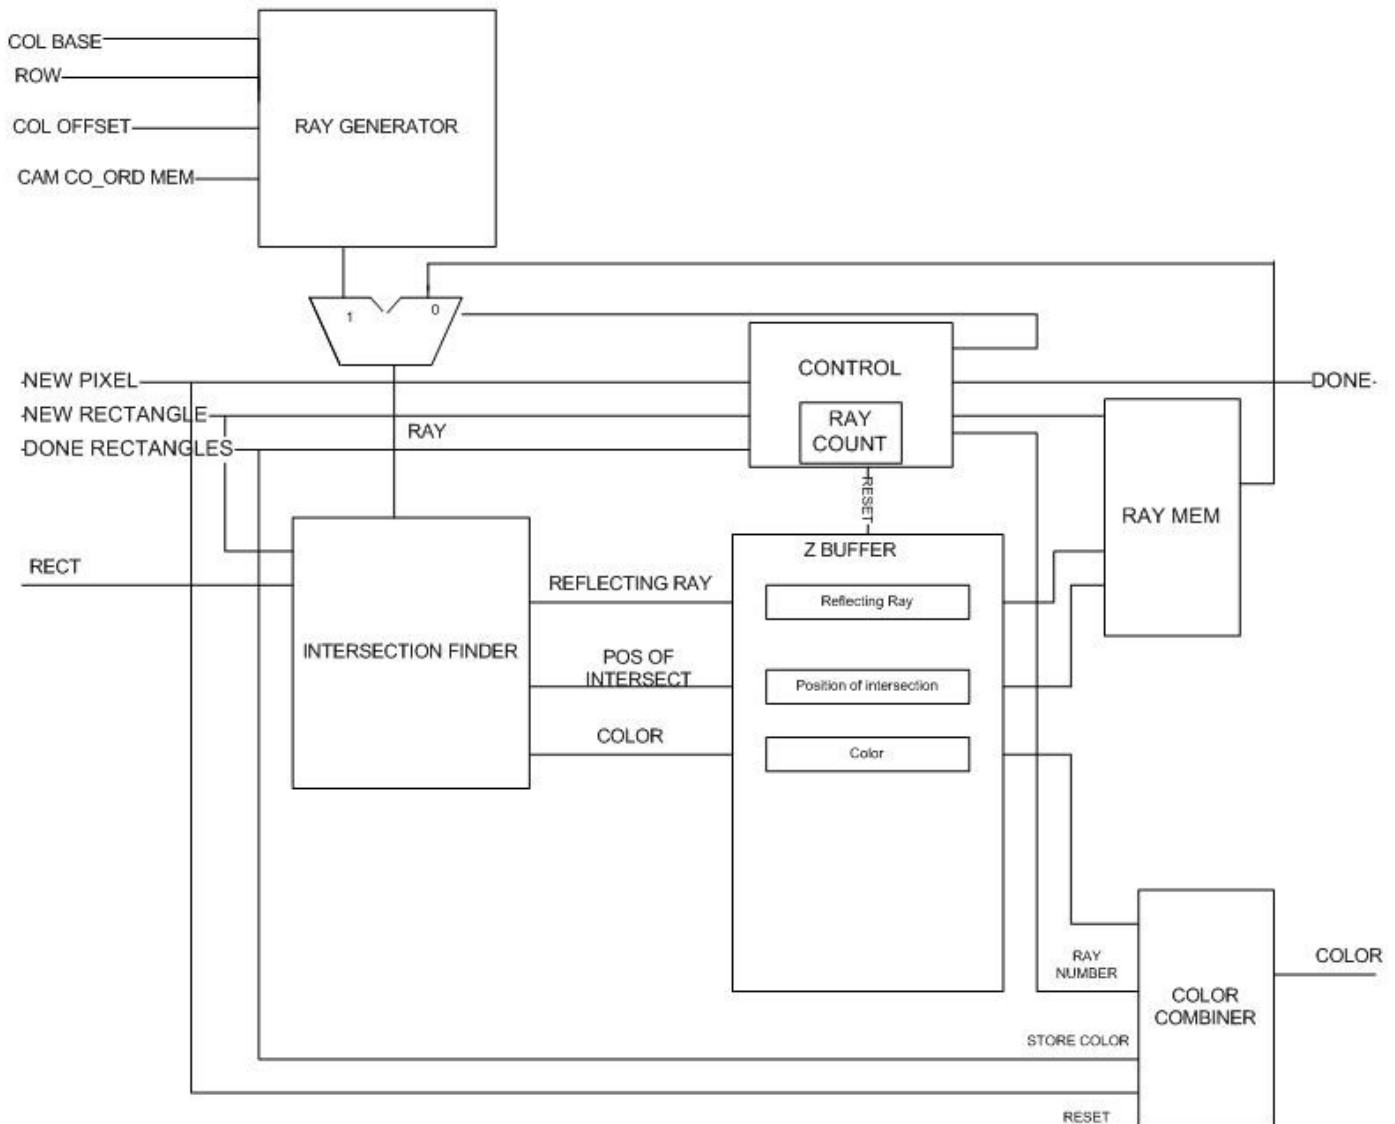 COL BASE
ROW
COL OFFSET
CAM CO_ORD MEM
RAY GENERATOR
1
0
NEW PIXEL
NEW RECTANGLE
DONE RECTANGLES
RAY
CONTROL
RAY
COUNT
DONE
RESET
RAY MEM
RECT
INTERSECTION FINDER
REFLECTING RAY
POS OF
INTERSECT
COLOR
Z BUFFER
Reflecting Ray
Position of intersection
Color
RAY
NUMBER
STORE COLOR
RESET
COLOR
COMBINER
COLOR